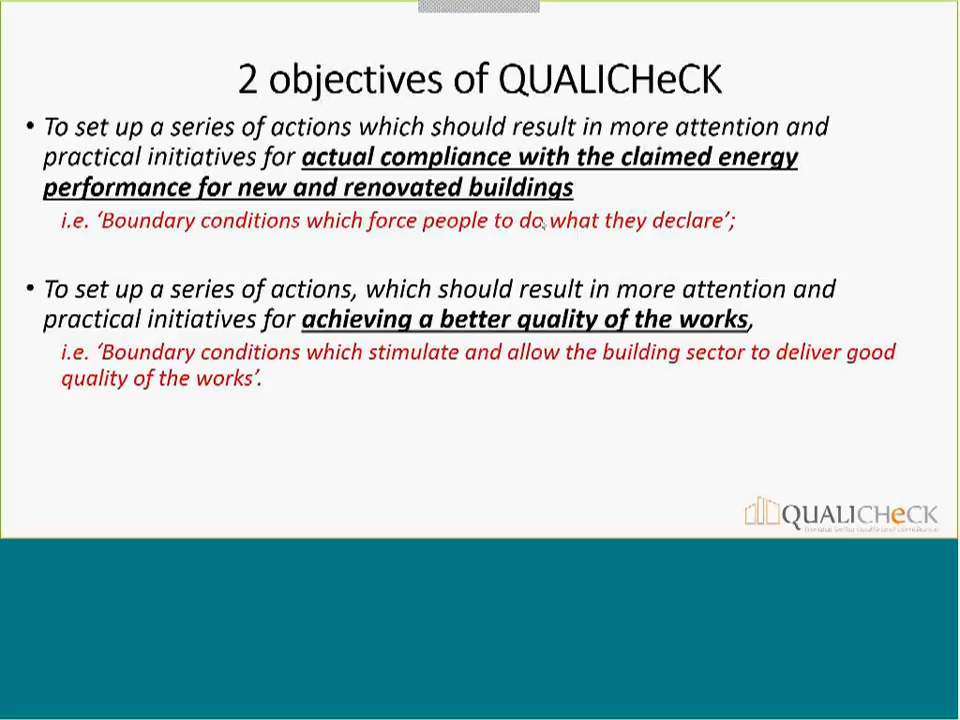 2 objectives of QUALICHeCK
• To set up a series of actions which should result in more attention and
practical initiatives for actual compliance with the claimed energy
performance for new and renovated buildings
i.e. ‘Boundary conditions which force people to do what they declare’;
• To set up a series of actions, which should result in more attention and
practical initiatives for achieving a better quality of the works,
i.e. ‘Boundary conditions which stimulate and allow the building sector to deliver good
quality of the works’.
QUALICHeCK